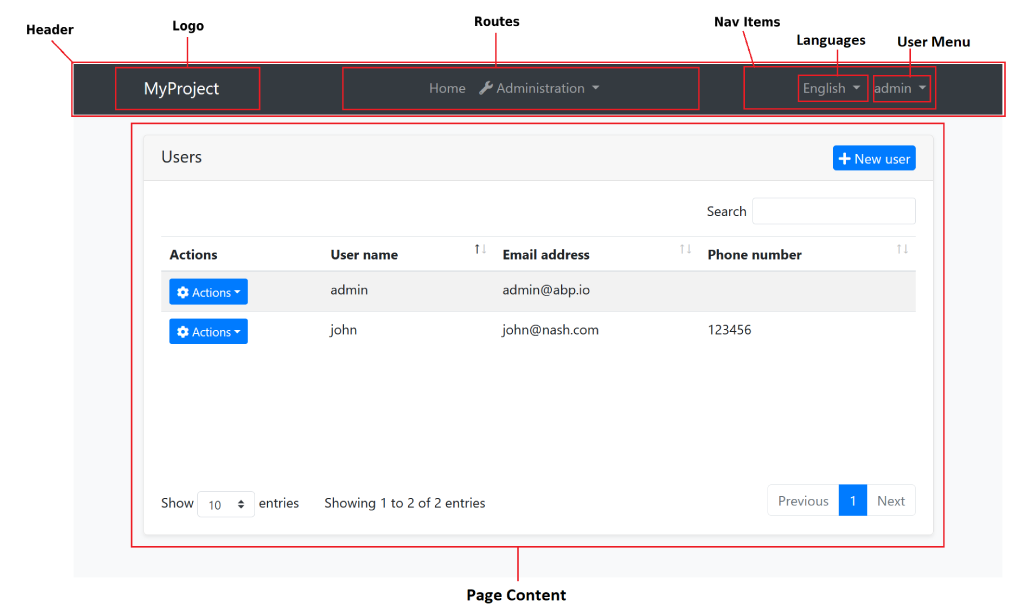 Header
Logo
Routes
Nav Items
Languages
User Menu
MyProject
Home Administration
English admin
Users
New user
Search
Actions User name Email address Phone number
Actions admin admin@abp.io
Actions john john@nash.com 123456
Show 10 entries Showing 1 to 2 of 2 entries Previous 1 Next
Page Content